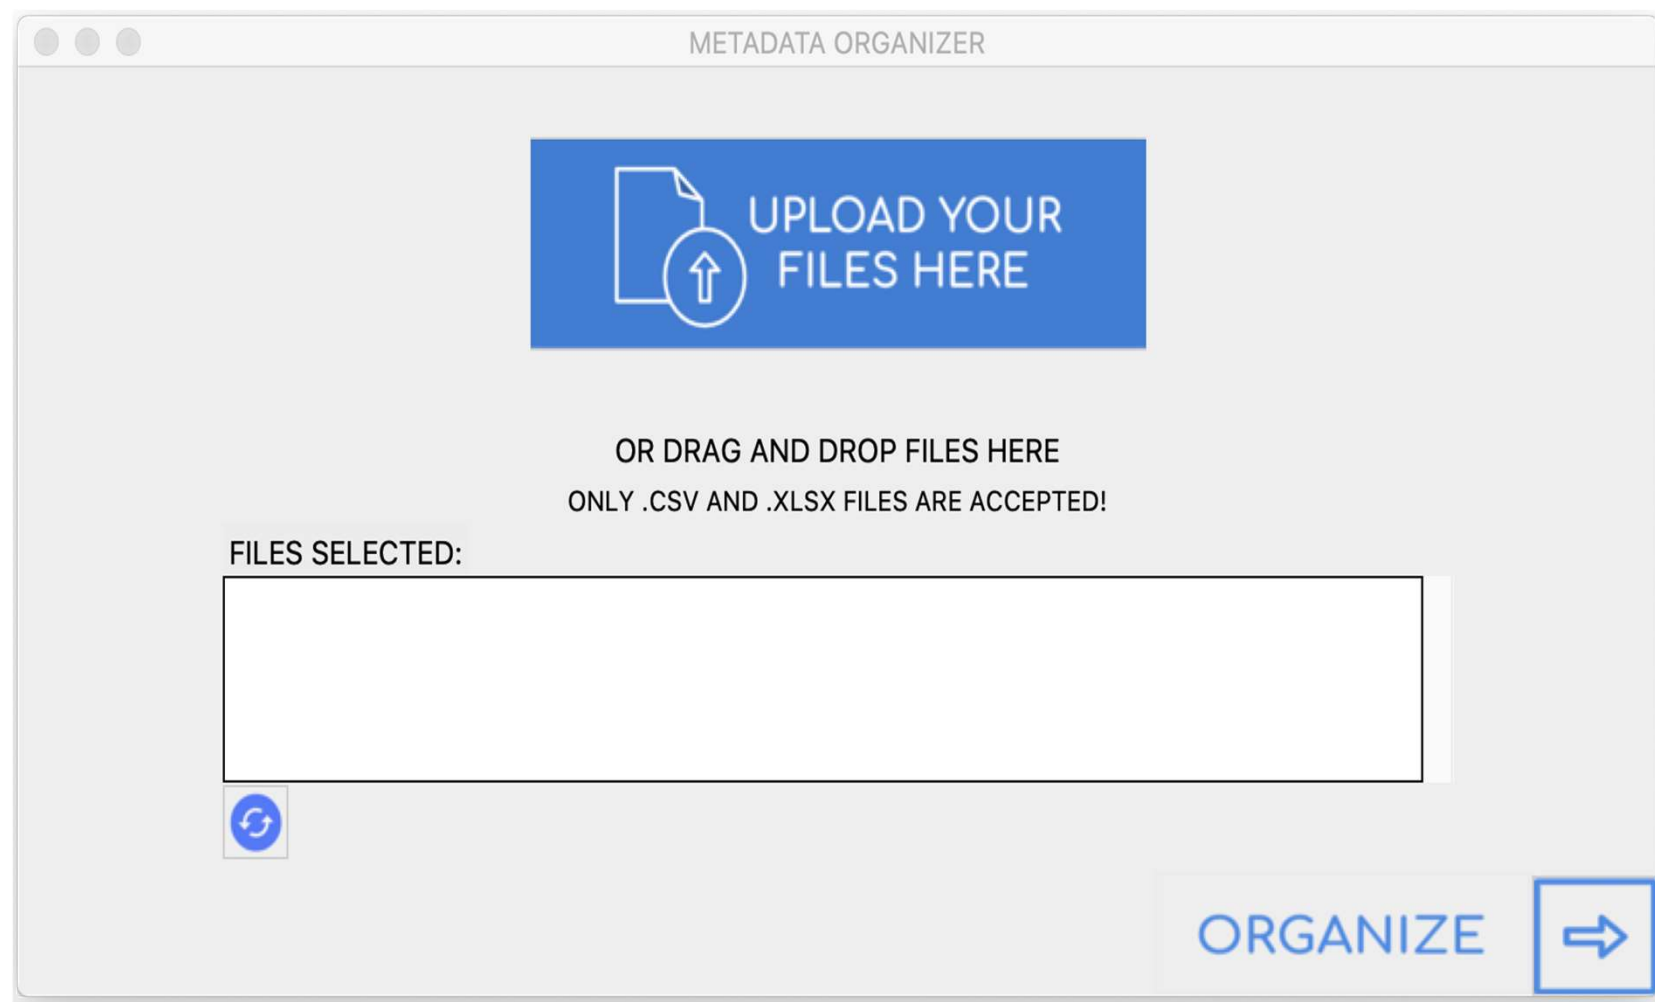 METADATA ORGANIZER
UPLOAD YOUR
FILES HERE
OR DRAG AND DROP FILES HERE
ONLY .CSV AND .XLSX FILES ARE ACCEPTED!
FILES SELECTED:
ORGANIZE